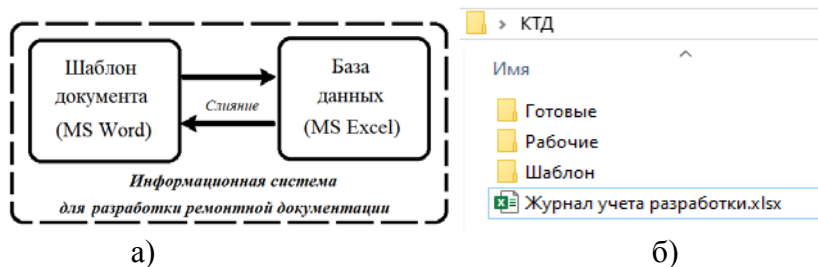 Шаблон
документа
(MS Word)
Слияние
База
данных
(MS Excel)
Информационная система
для разработки ремонтной документации
а)
КТД
Имя
Готовые
Рабочие
Шаблон
Журнал учета разработки.xlsx
б)